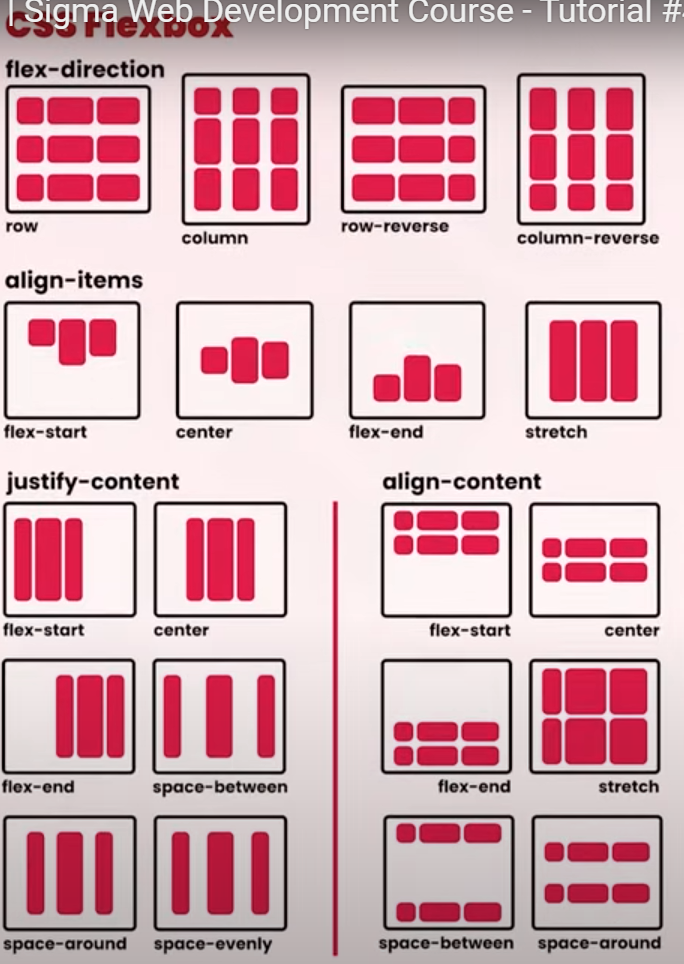 | Sigma Web Development Course - Tutorial #
CSS Flexbox
flex-direction
row
column
row-reverse
column-reverse
align-items
flex-start
center
flex-end
stretch
justify-content
flex-start
center
flex-end
space-between
space-around
space-evenly
align-content
flex-start
center
flex-end
stretch
space-between
space-around